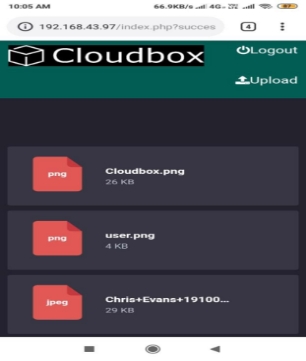 10:05 AM 66.9KB/s 4G
192.168.43.97/index.php?succes 4
Cloudbox
Logout
Upload
png
Cloudbox.png
26 KB
png
user.png
4 KB
jpeg
Chris+Evans+19100...
29 KB